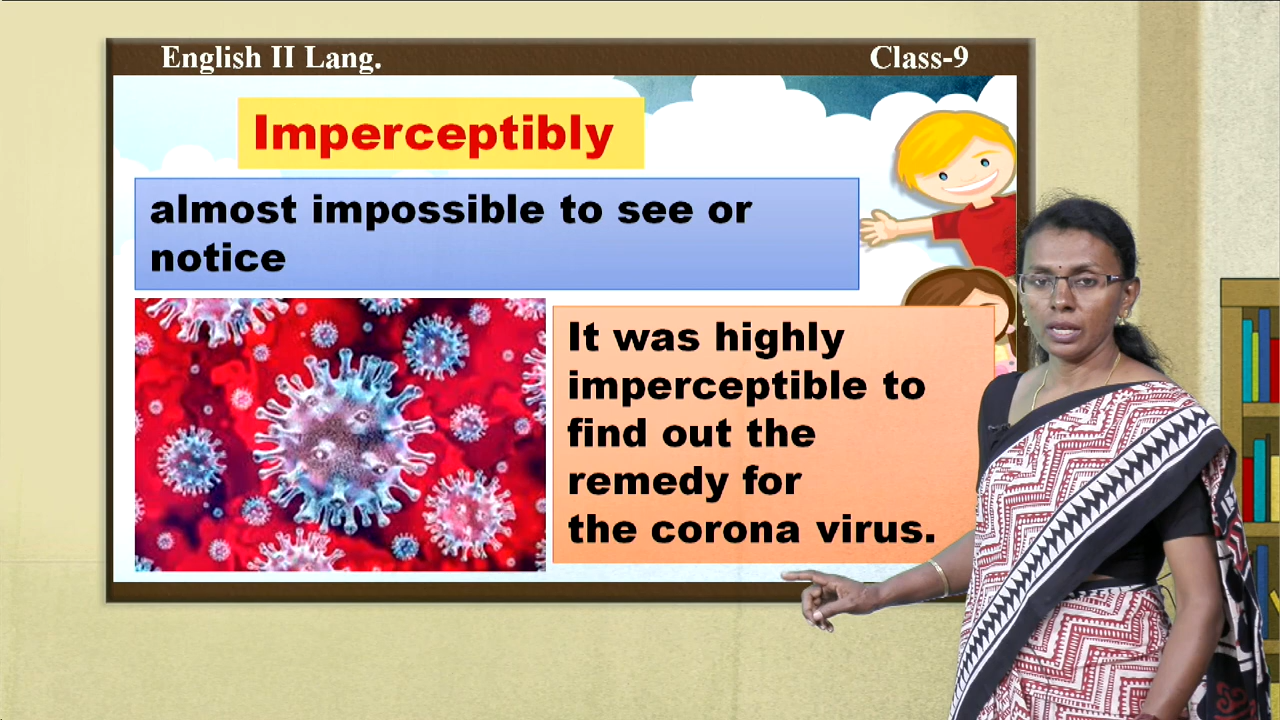 English II Lang.
Class-9
Imperceptibly
almost impossible to see or
notice
It was highly
imperceptible to
find out the
remedy for
the corona virus.